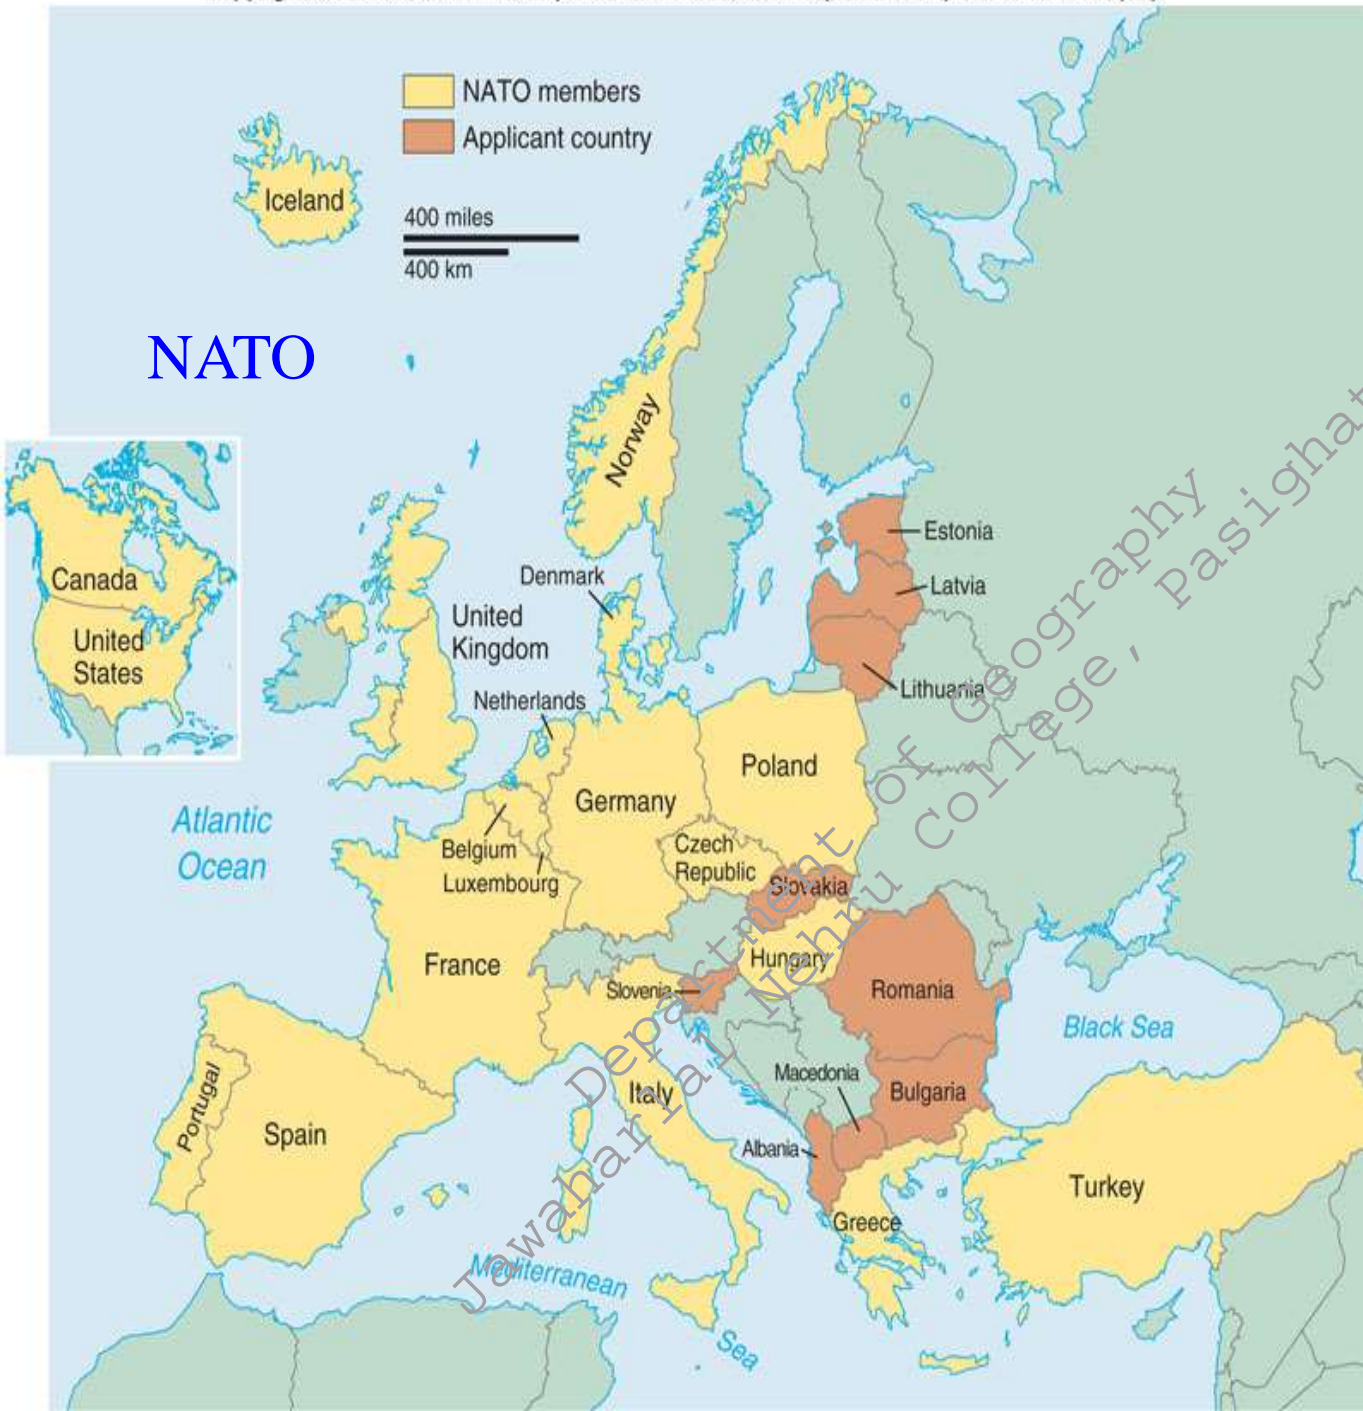 NATO members
Applicant country
Iceland
400 miles
400 km
NATO
Norway
Canada
United
States
Estonia
Latvia
Lithuania
Denmark
United
Kingdom
Netherlands
Poland
Germany
Belgium
Luxembourg
Czech
Republic
Slovakia
Atlantic
Ocean
France
Hungary
Slovenia
Romania
Black Sea
Macedonia
Bulgaria
Italy
Portugal
Spain
Albania
Turkey
Greece
Mediterranean
Sea
Department of Geography
Jawaharlal Nehru College, Pasighat